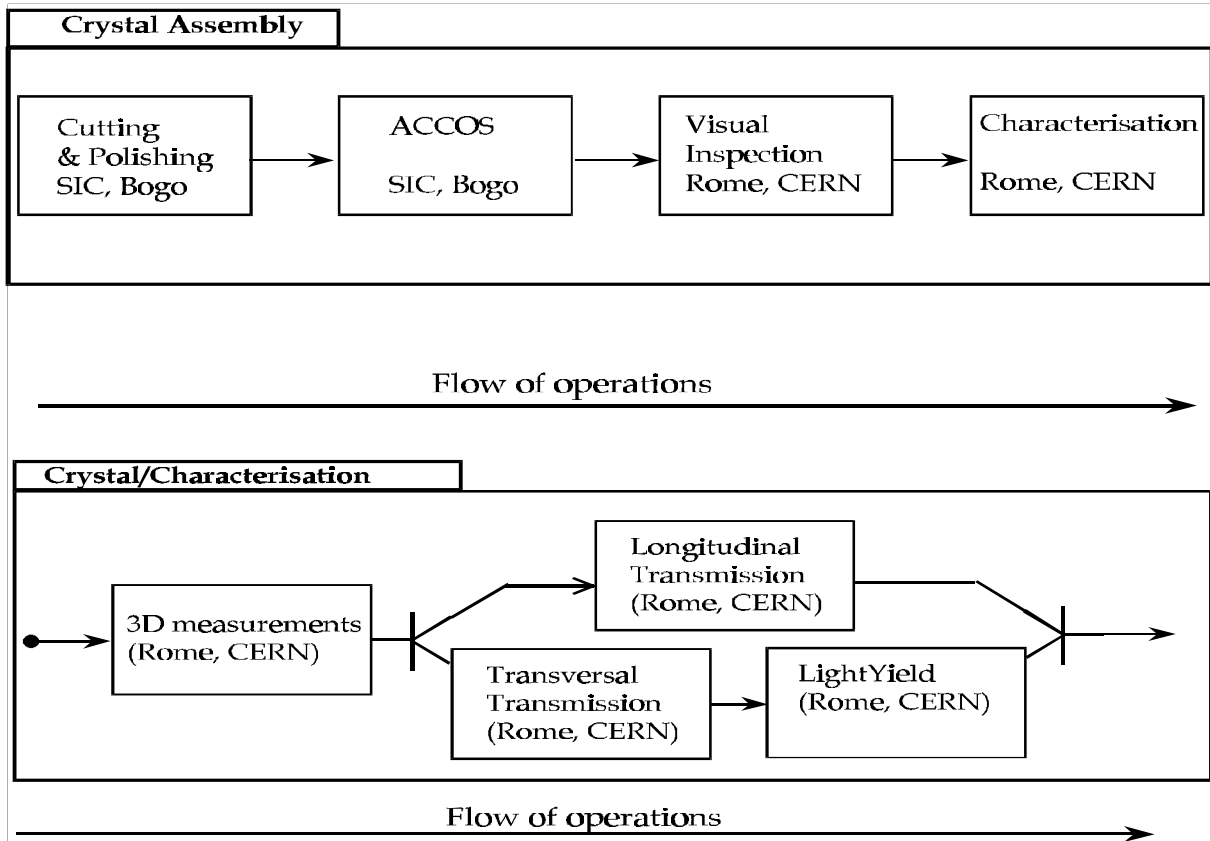 Crystal Assembly
Cutting
& Polishing
SIC, Bogo
ACCOS
SIC, Bogo
Visual
Inspection
Rome, CERN
Characterisation
Rome, CERN
Flow of operations
Crystal/Characterisation
3D measurements
(Rome, CERN)
Longitudinal
Transmission
(Rome, CERN)
Transversal
Transmission
(Rome, CERN)
LightYield
(Rome, CERN)
Flow of operations